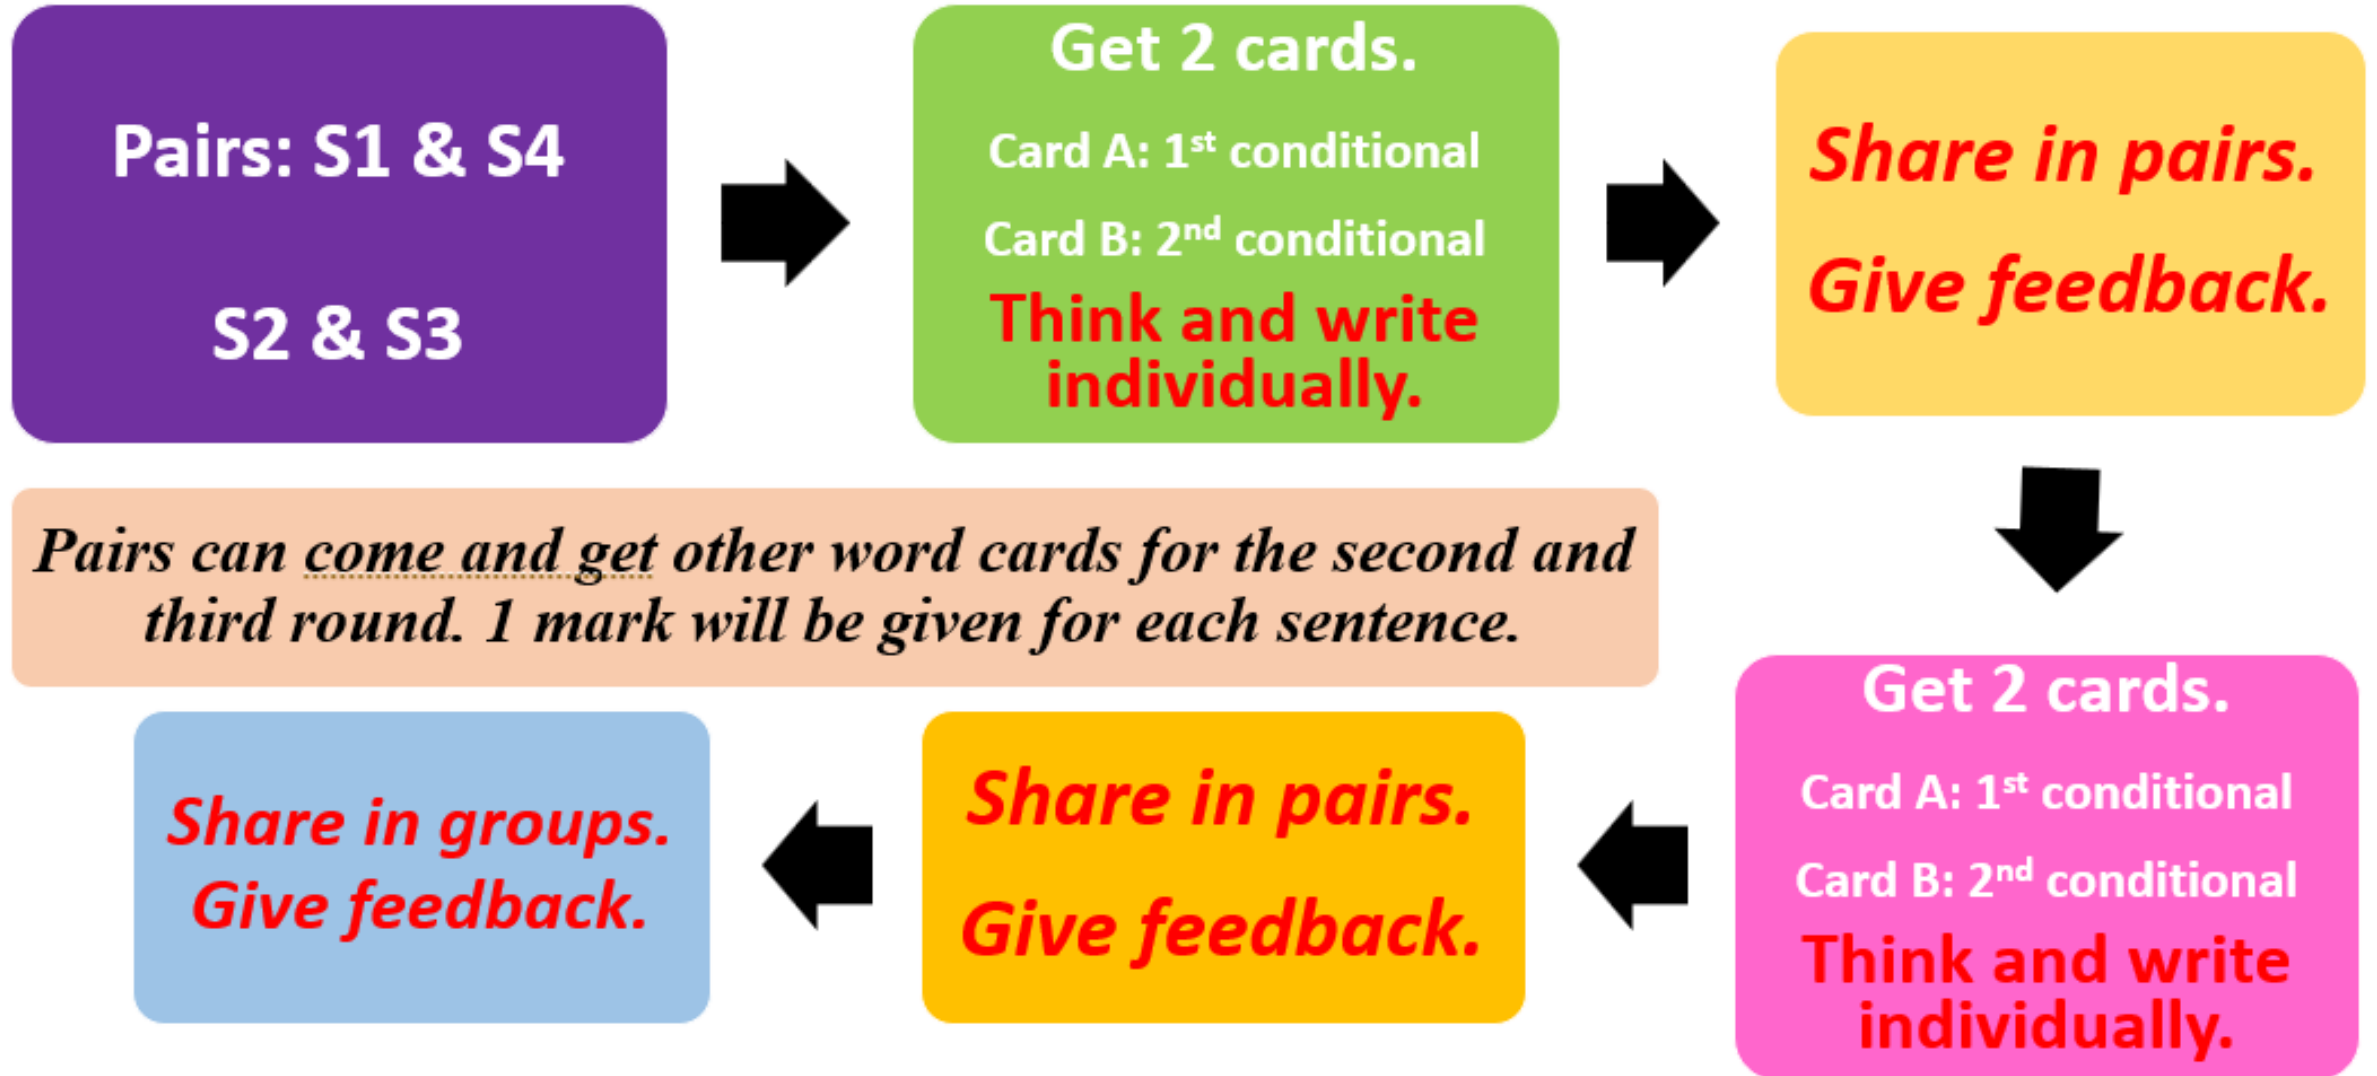 Pairs: S1 & S4
S2 & S3
Get 2 cards.
Card A: 1st conditional
Card B: 2nd conditional
Think and write
individually.
Share in pairs.
Give feedback.
Pairs can come and get other word cards for the second and
third round. 1 mark will be given for each sentence.
Get 2 cards.
Card A: 1st conditional
Card B: 2nd conditional
Think and write
individually.
Share in pairs.
Give feedback.
Share in groups.
Give feedback.